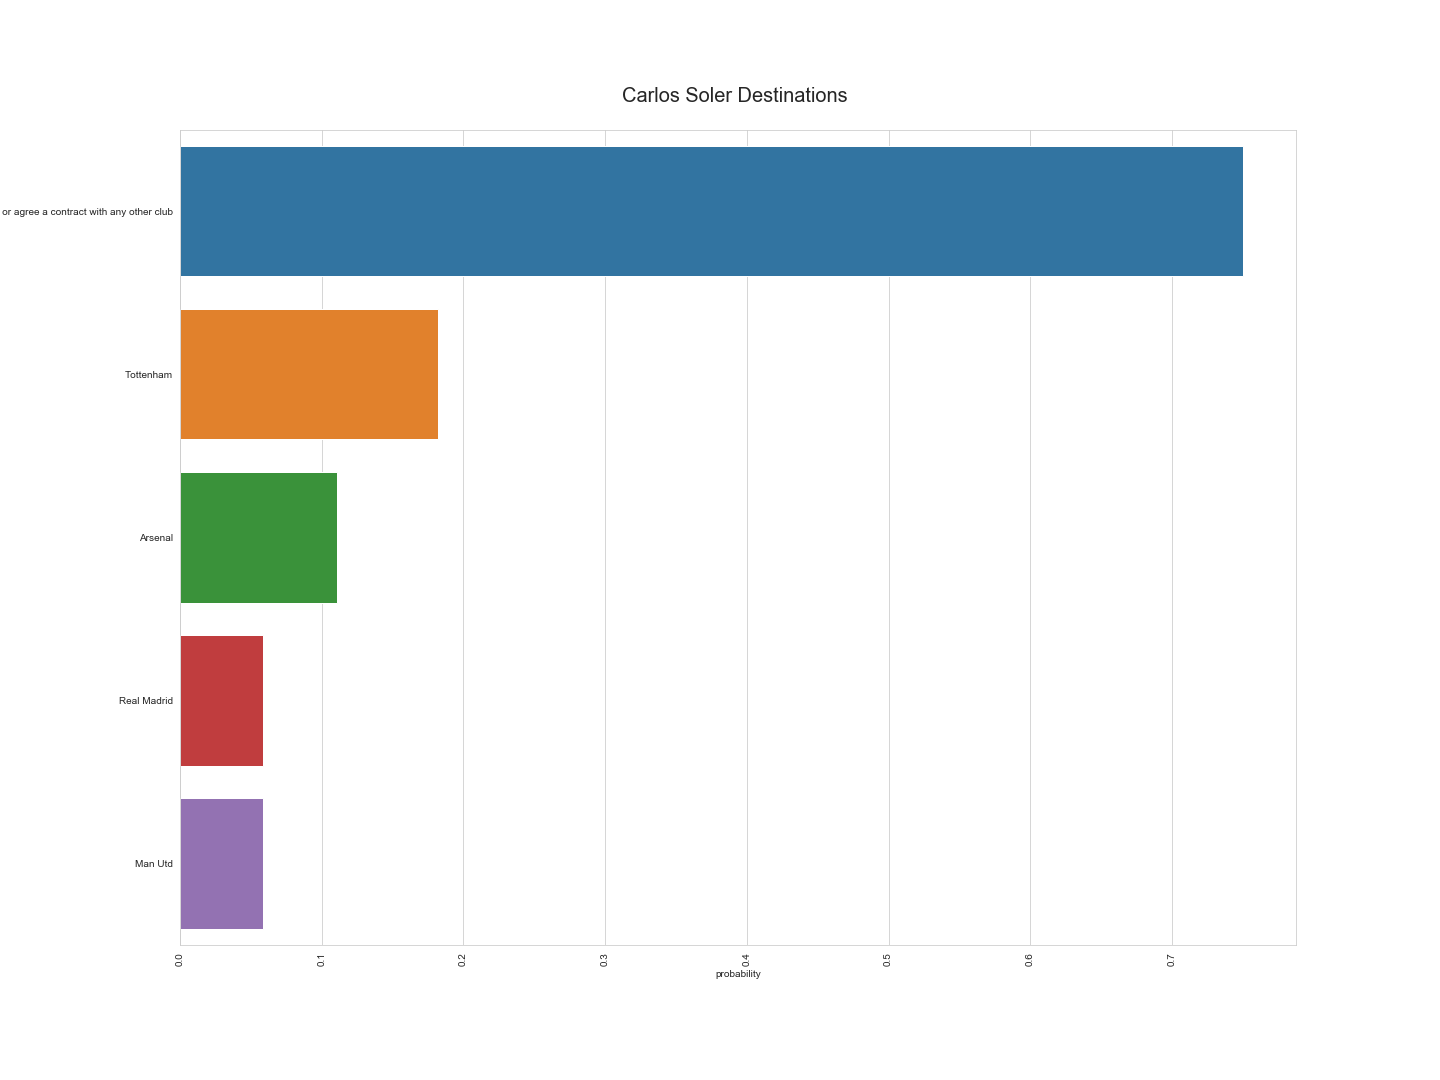 Carlos Soler Destinations
or agree a contract with any other club
Tottenham
Arsenal
Real Madrid
Man Utd
0.0
0.1
0.2
0.3
0.4
0.5
0.6
0.7
probability